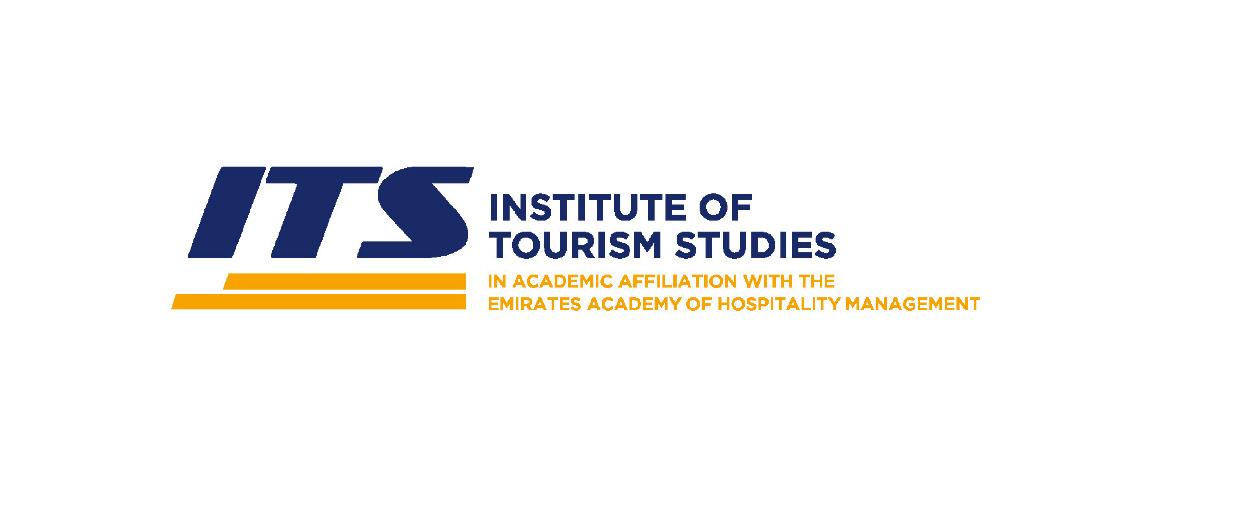 ITS
INSTITUTE OF
TOURISM STUDIES
IN ACADEMIC AFFILIATION WITH THE
EMIRATES ACADEMY OF HOSPITALITY MANAGEMENT